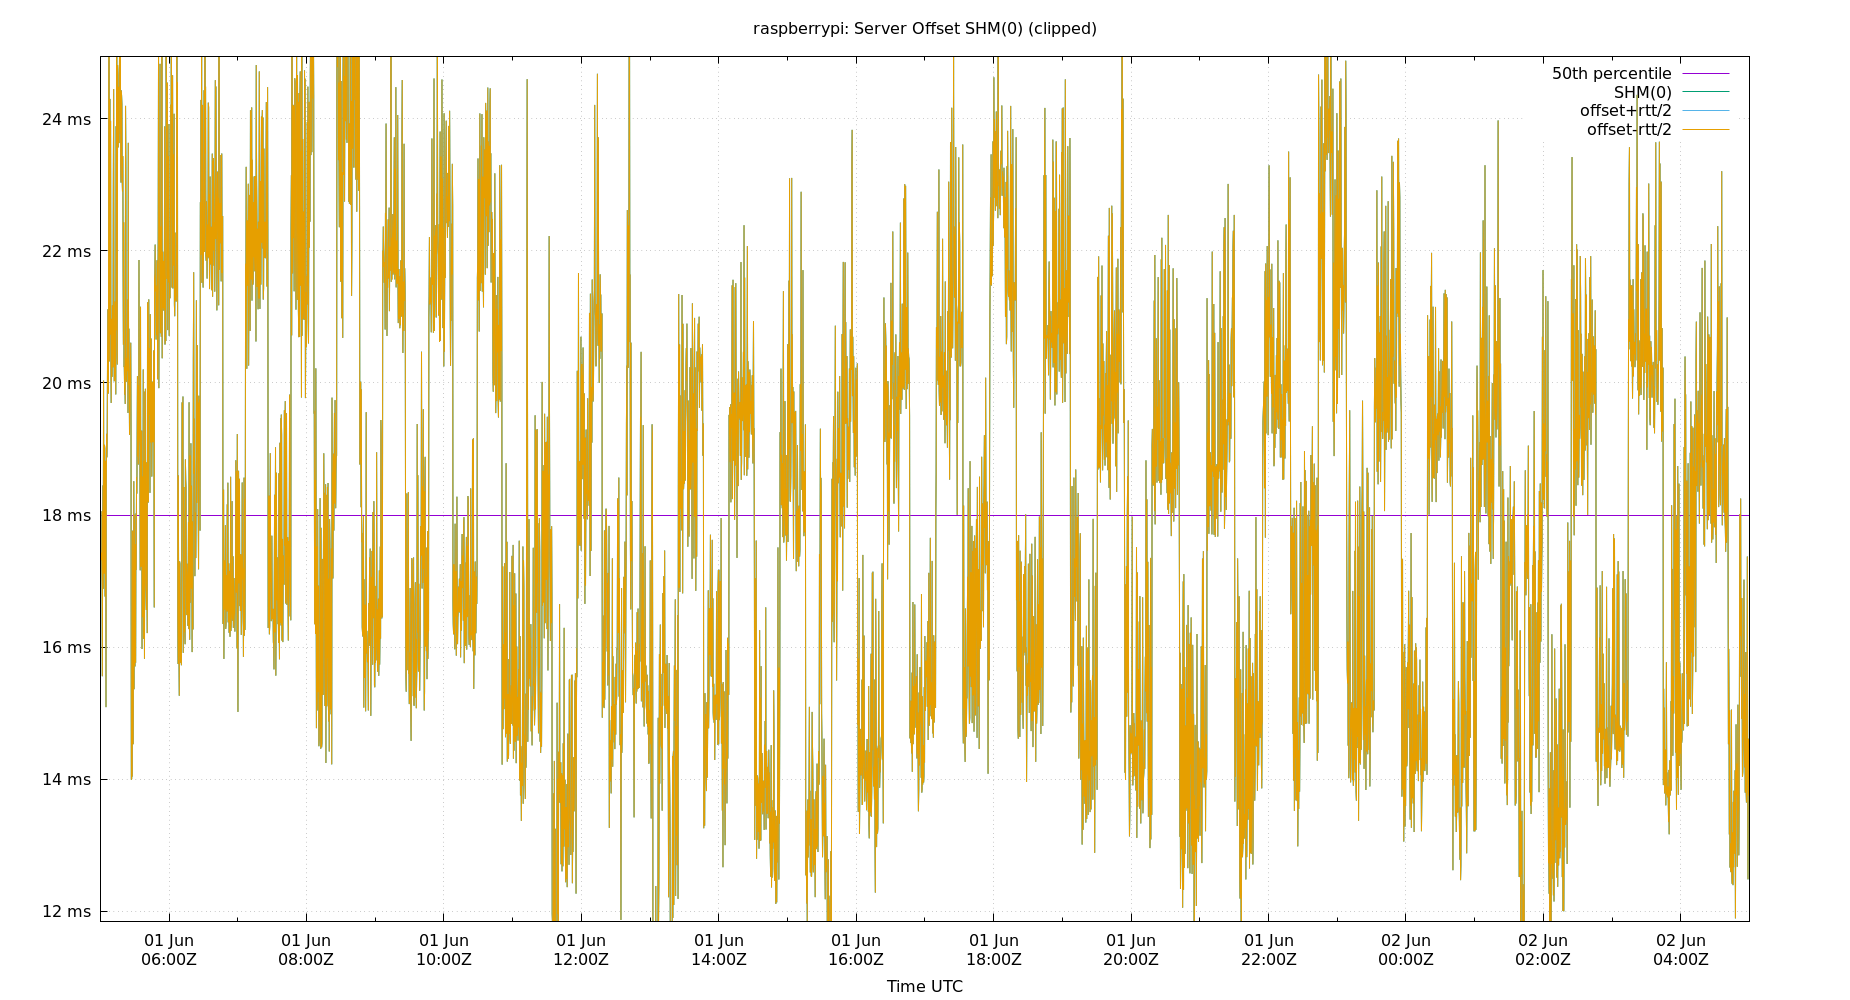 raspberrypi: Server Offset SHM(0) (clipped)
50th percentile
SHM(0)
offset+rtt/2
offset-rtt/2
24 ms
22 ms
20 ms
18 ms
16 ms
14 ms
12 ms
01 Jun 01 Jun 01 Jun 01 Jun 01 Jun 01 Jun 01 Jun 01 Jun 01 Jun 02 Jun 02 Jun 02 Jun
06:00Z 08:00Z 10:00Z 12:00Z 14:00Z 16:00Z 18:00Z 20:00Z 22:00Z 00:00Z 02:00Z 04:00Z
Time UTC